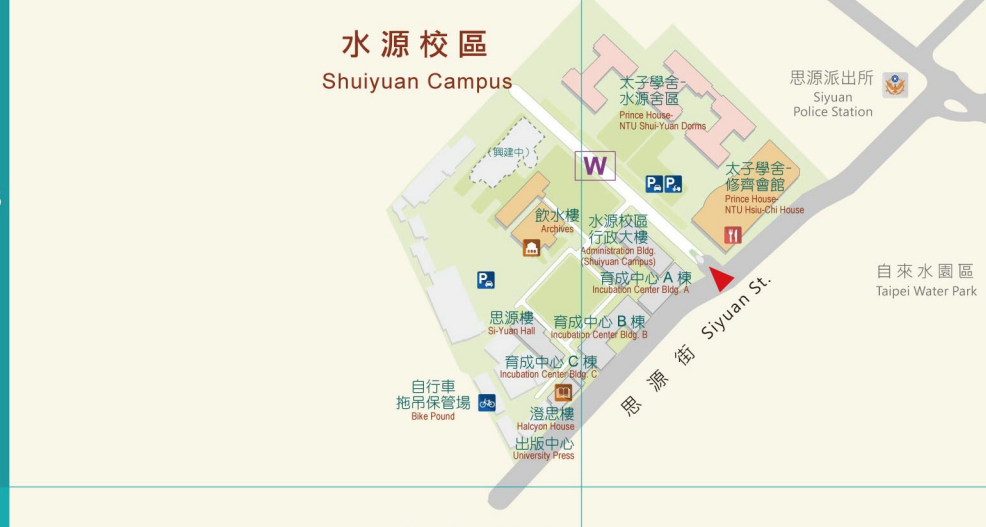 水源校區
Shuiyuan Campus
太子學舍-
水源舍區
Prince House-
NTU Shui-Yuan Dorms
思源派出所
Siyuan
Police Station
(興建中)
W
太子學舍-
修齊會館
Prince House-
NTU Hsiu-Chi House
飲水樓
Archives
水源校區
行政大樓
Administration Bldg.
(Shuiyuan Campus)
育成中心 A 棟
Incubation Center Bldg. A
自來水園區
Taipei Water Park
思源樓
Si-Yuan Hall
育成中心 B 棟
Incubation Center Bldg. B
思源街 Siyuan St.
育成中心 C 棟
Incubation Center Bldg. C
自行車
拖吊保管場
Bike Pound
澄思樓
Halcyon House
出版中心
University Press
P
P
P